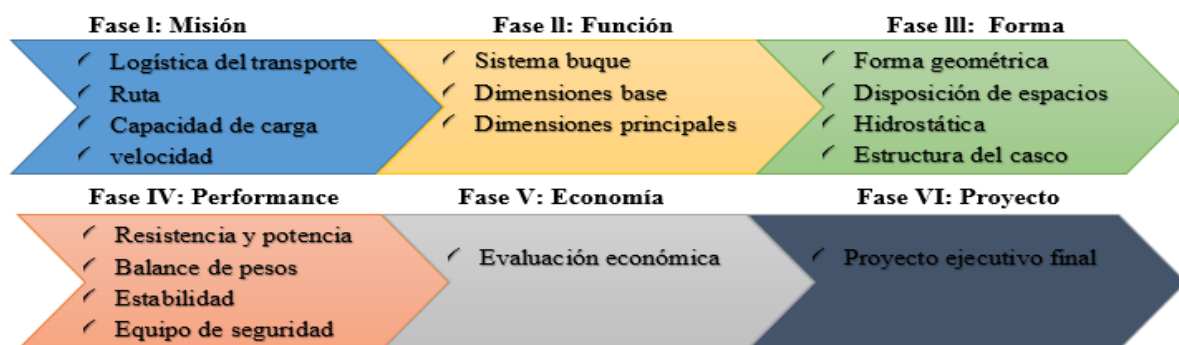 Fase l: Misión
Logística del transporte
Ruta
Capacidad de carga
velocidad
Fase ll: Función
Sistema buque
Dimensiones base
Dimensiones principales
Fase lll: Forma
Forma geométrica
Disposición de espacios
Hidrostática
Estructura del casco
Fase IV: Performance
Resistencia y potencia
Balance de pesos
Estabilidad
Equipo de seguridad
Fase V: Economía
Evaluación económica
Fase VI: Proyecto
Proyecto ejecutivo final